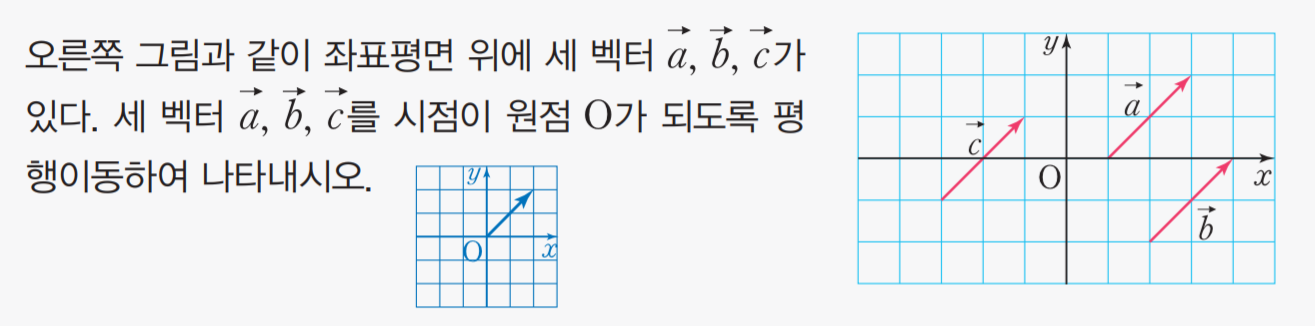 오른쪽 그림과 같이 좌표평면 위에 세 벡터 $\vec{a}$, $\vec{b}$, $\vec{c}$가
있다. 세 벡터 $\vec{a}$, $\vec{b}$, $\vec{c}$를 시점이 원점 O가 되도록 평
행이동하여 나타내시오.
y
O
x
y
$\vec{a}$
$\vec{c}$
O
x
$\vec{b}$